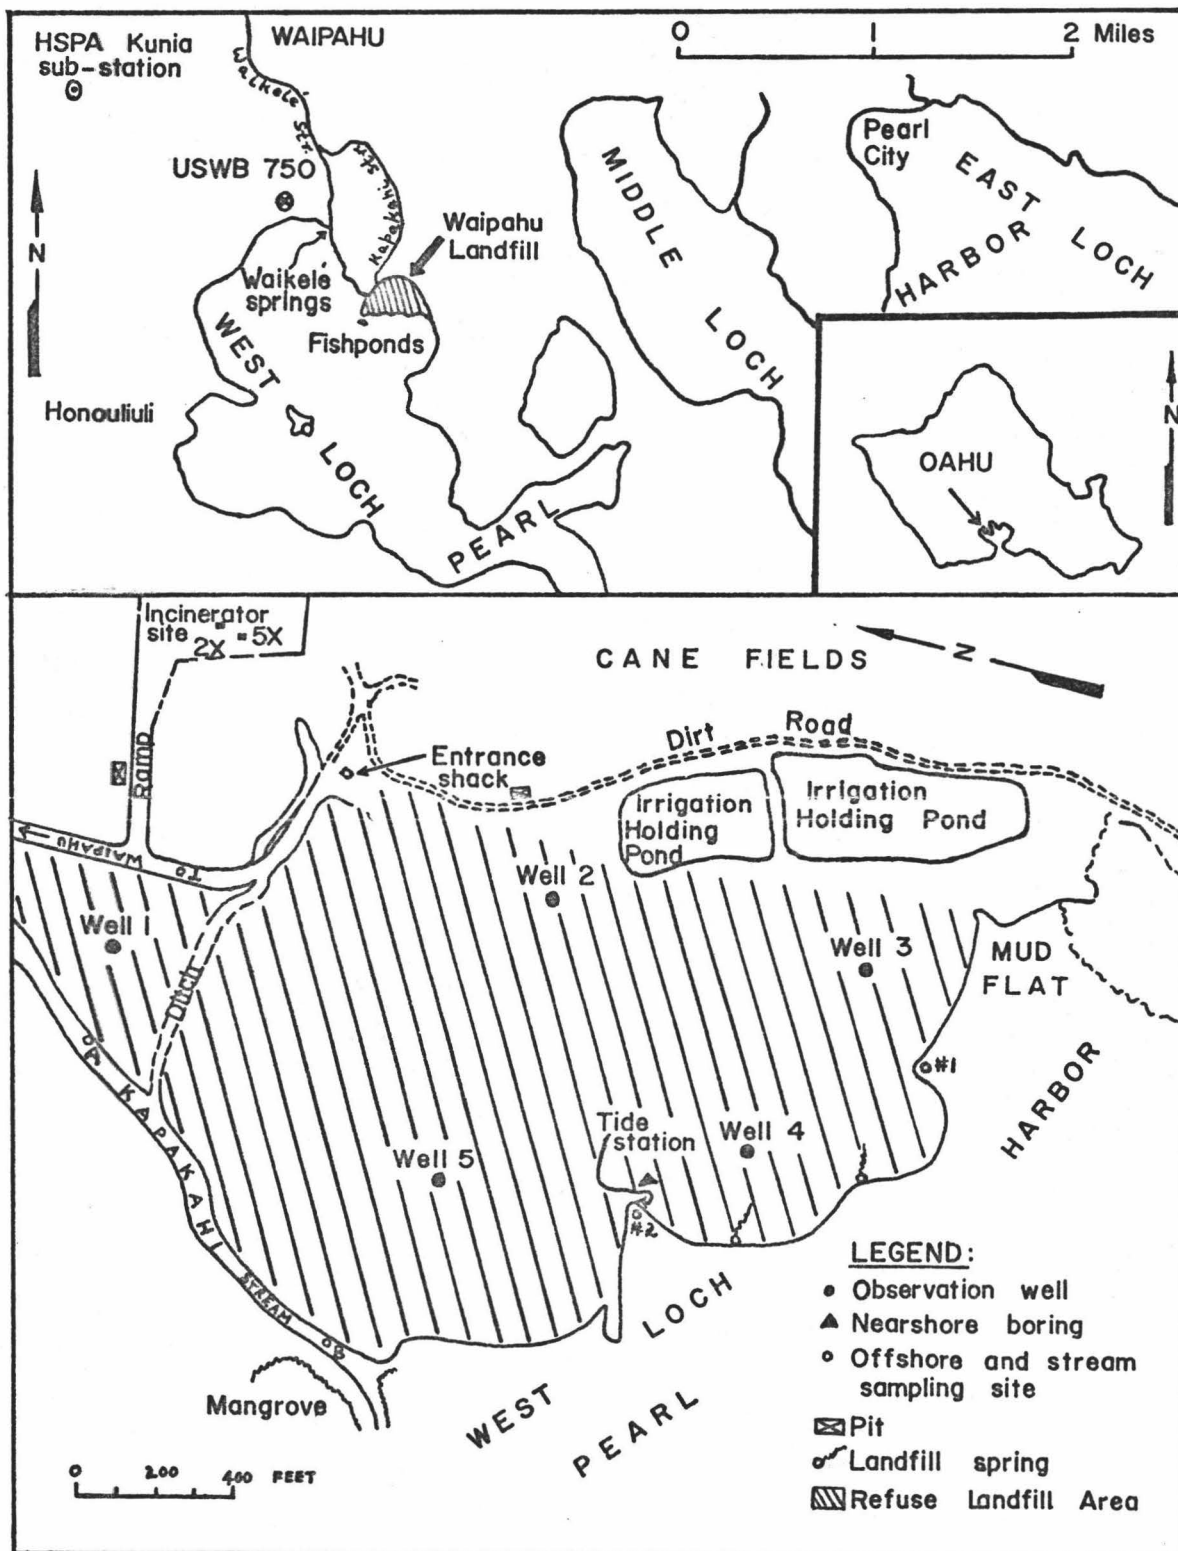 HSPA Kunia
sub-station
WAIPAHU
0 1 2 Miles
Waikelé Str.
USWB 750
Kapakahi Str.
Waipahu
Landfill
Waikelé
springs
Fishponds
N
Honouliuli
WEST LOCH
MIDDLE LOCH
Pearl
City
EAST LOCH
HARBOR
PEARL
OAHU
N
Incinerator
site
2X 5X
CANE FIELDS
N
Ramp
Entrance
shack
Dirt Road
Irrigation
Holding
Pond
Irrigation
Holding Pond
TO WAIPAHU
Well 1
Well 2
Well 3
MUD
FLAT
Ditch
A
KAPAKAHI STREAM
#1
HARBOR
Tide
station
Well 4
Well 5
#2
B
Mangrove
WEST LOCH
PEARL
0 200 400 FEET
LEGEND:
Observation well
Nearshore boring
Offshore and stream
sampling site
Pit
Landfill spring
Refuse Landfill Area